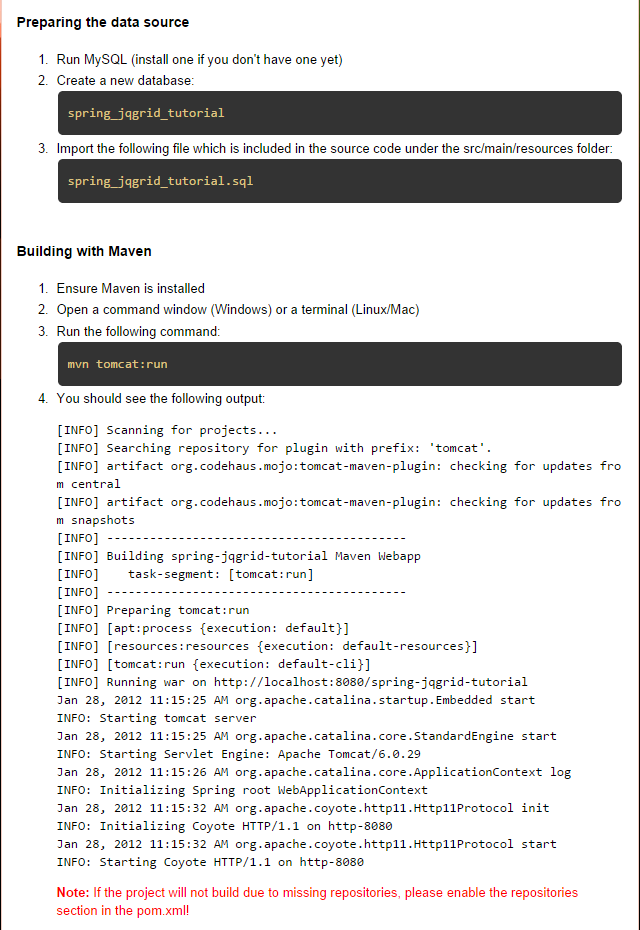 Preparing the data source
1. Run MySQL (install one if you don't have one yet)
2. Create a new database:
spring_jqgrid_tutorial
3. Import the following file which is included in the source code under the src/main/resources folder:
spring_jqgrid_tutorial.sql
Building with Maven
1. Ensure Maven is installed
2. Open a command window (Windows) or a terminal (Linux/Mac)
3. Run the following command:
mvn tomcat:run
4. You should see the following output:
[INFO] Scanning for projects...
[INFO] Searching repository for plugin with prefix: 'tomcat'.
[INFO] artifact org.codehaus.mojo:tomcat-maven-plugin: checking for updates fro
m central
[INFO] artifact org.codehaus.mojo:tomcat-maven-plugin: checking for updates fro
m snapshots
[INFO] ------------------------------------------
[INFO] Building spring-jqgrid-tutorial Maven Webapp
[INFO]    task-segment: [tomcat:run]
[INFO] ------------------------------------------
[INFO] Preparing tomcat:run
[INFO] [apt:process {execution: default}]
[INFO] [resources:resources {execution: default-resources}]
[INFO] [tomcat:run {execution: default-cli}]
[INFO] Running war on http://localhost:8080/spring-jqgrid-tutorial
Jan 28, 2012 11:15:25 AM org.apache.catalina.startup.Embedded start
INFO: Starting tomcat server
Jan 28, 2012 11:15:25 AM org.apache.catalina.core.StandardEngine start
INFO: Starting Servlet Engine: Apache Tomcat/6.0.29
Jan 28, 2012 11:15:26 AM org.apache.catalina.core.ApplicationContext log
INFO: Initializing Spring root WebApplicationContext
Jan 28, 2012 11:15:32 AM org.apache.coyote.http11.Http11Protocol init
INFO: Initializing Coyote HTTP/1.1 on http-8080
Jan 28, 2012 11:15:32 AM org.apache.coyote.http11.Http11Protocol start
INFO: Starting Coyote HTTP/1.1 on http-8080
Note: If the project will not build due to missing repositories, please enable the repositories
section in the pom.xml!